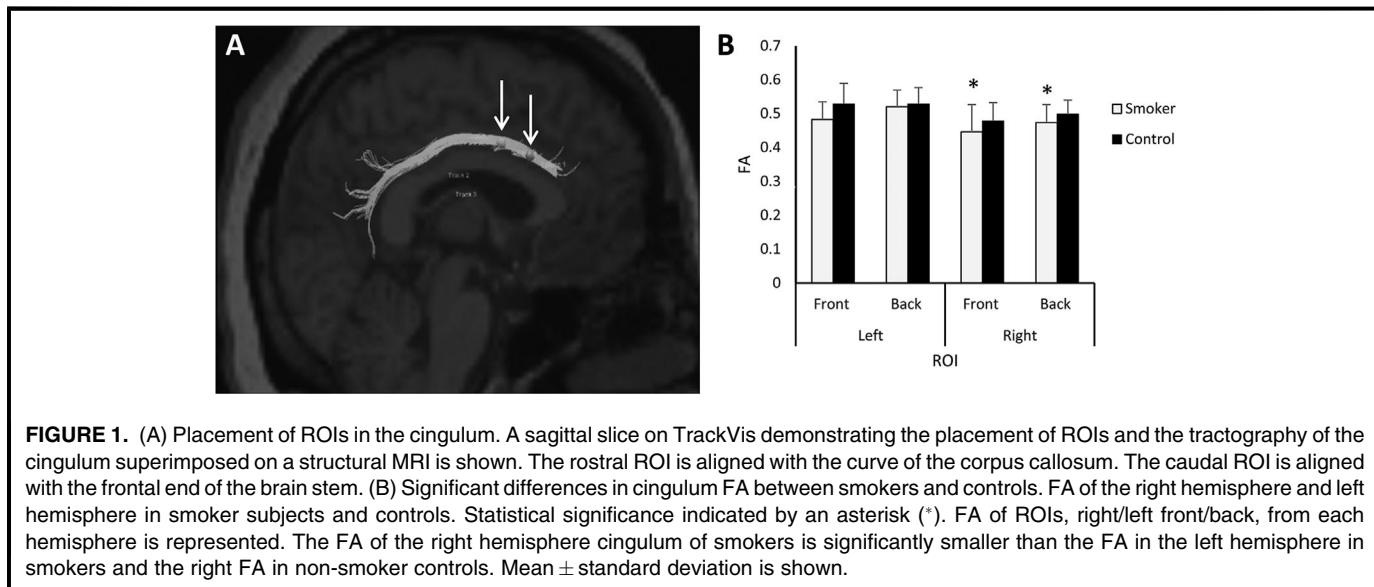 A
Track 2
Track 3
B
0.7
0.6
0.5
0.4
0.3
0.2
0.1
0
FA
* *
Smoker
Control
Front Back Front Back
Left Right
ROI
FIGURE 1. (A) Placement of ROIs in the cingulum. A sagittal slice on TrackVis demonstrating the placement of ROIs and the tractography of the
cingulum superimposed on a structural MRI is shown. The rostral ROI is aligned with the curve of the corpus callosum. The caudal ROI is aligned
with the frontal end of the brain stem. (B) Significant differences in cingulum FA between smokers and controls. FA of the right hemisphere and left
hemisphere in smoker subjects and controls. Statistical significance indicated by an asterisk (*). FA of ROIs, right/left front/back, from each
hemisphere is represented. The FA of the right hemisphere cingulum of smokers is significantly smaller than the FA in the left hemisphere in
smokers and the right FA in non-smoker controls. Mean ± standard deviation is shown.